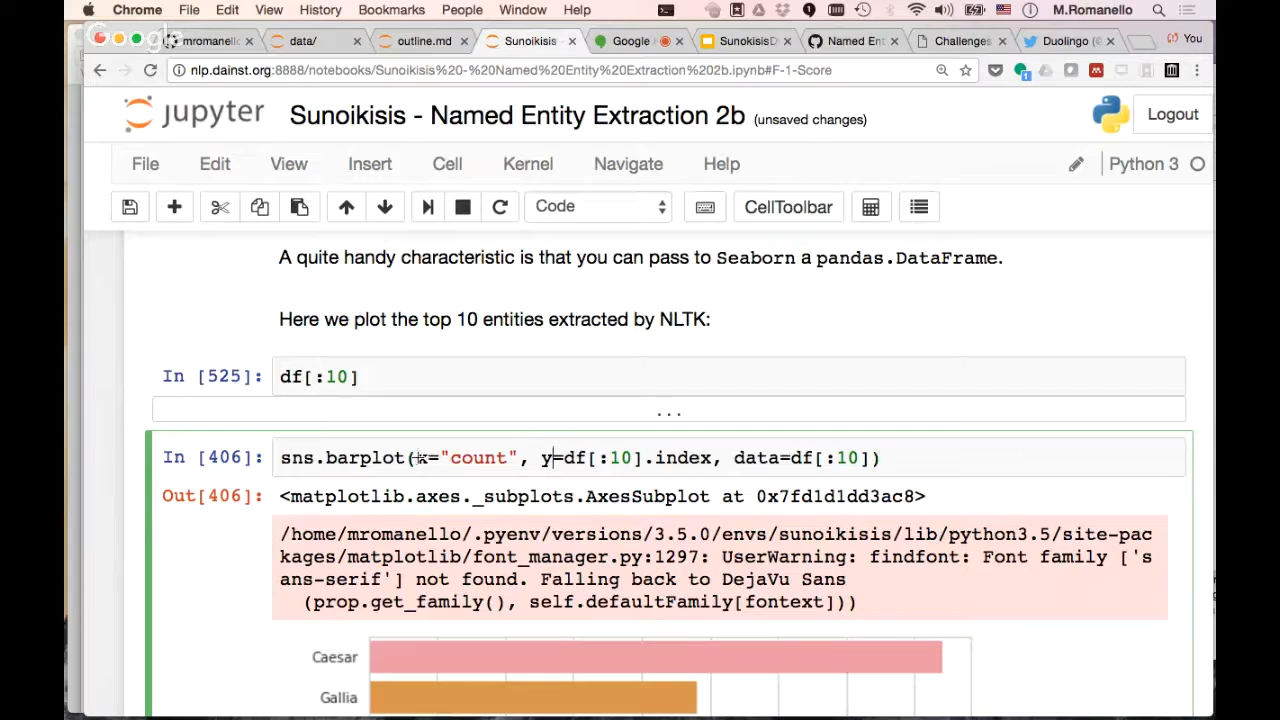 Chrome File Edit View History Bookmarks People Window Help M.Romanello
Google mromanello data/ outline.md Sunoikisis - Google H SunokisisD Named Ent Challenges Duolingo ( You
nlp.dainst.org:8888/notebooks/Sunoikisis%20-%20Named%20Entity%20Extraction%202b.ipynb#F-1-Score
jupyter Sunoikisis - Named Entity Extraction 2b (unsaved changes) Logout
File Edit View Insert Cell Kernel Navigate Help Python 3
Code CellToolbar
A quite handy characteristic is that you can pass to Seaborn a pandas.DataFrame.
Here we plot the top 10 entities extracted by NLTK:
In [525]: df[:10]
...
In [406]: sns.barplot(x="count", y=df[:10].index, data=df[:10])
Out[406]: <matplotlib.axes._subplots.AxesSubplot at 0x7fd1d1dd3ac8>
/home/mromanello/.pyenv/versions/3.5.0/envs/sunoikisis/lib/python3.5/site-pac
kages/matplotlib/font_manager.py:1297: UserWarning: findfont: Font family ['s
ans-serif'] not found. Falling back to DejaVu Sans
(prop.get_family(), self.defaultFamily[fontext]))
Caesar
Gallia